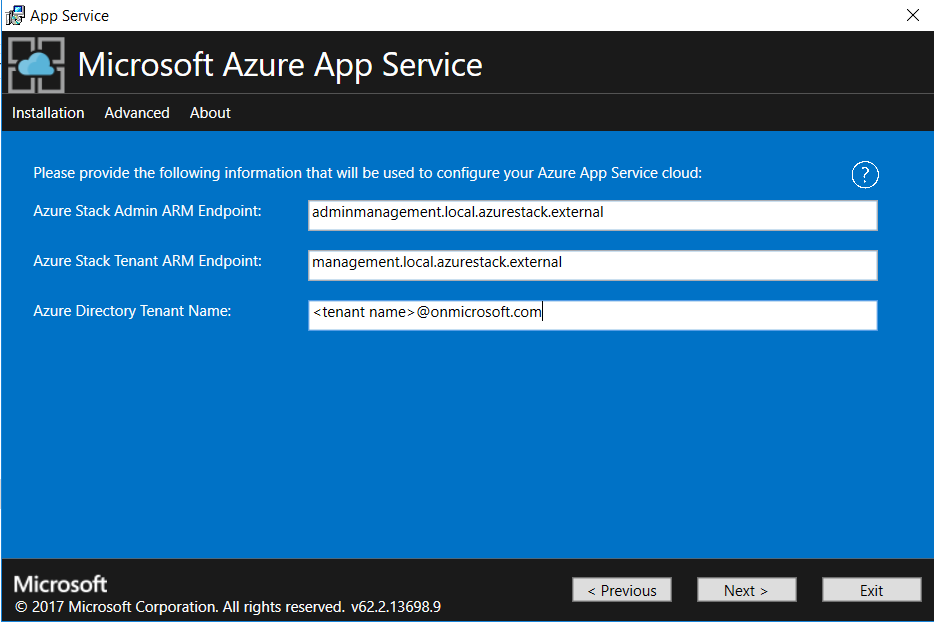 App Service
Microsoft Azure App Service
Installation Advanced About
Please provide the following information that will be used to configure your Azure App Service cloud: ?
Azure Stack Admin ARM Endpoint: adminmanagement.local.azurestack.external
Azure Stack Tenant ARM Endpoint: management.local.azurestack.external
Azure Directory Tenant Name: <tenant name>@onmicrosoft.com
Microsoft
© 2017 Microsoft Corporation. All rights reserved. v62.2.13698.9
< Previous Next > Exit